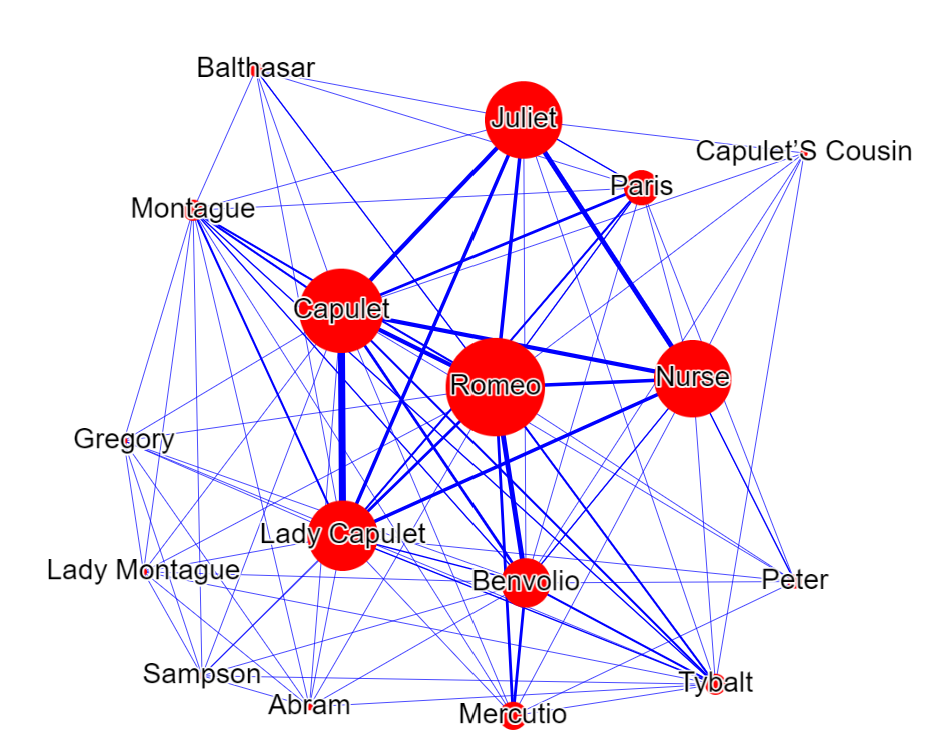 Balthasar
Juliet
Capulet'S Cousin
Paris
Montague
Capulet
Romeo
Nurse
Gregory
Lady Capulet
Lady Montague
Benvolio
Peter
Sampson
Tybalt
Abram
Mercutio